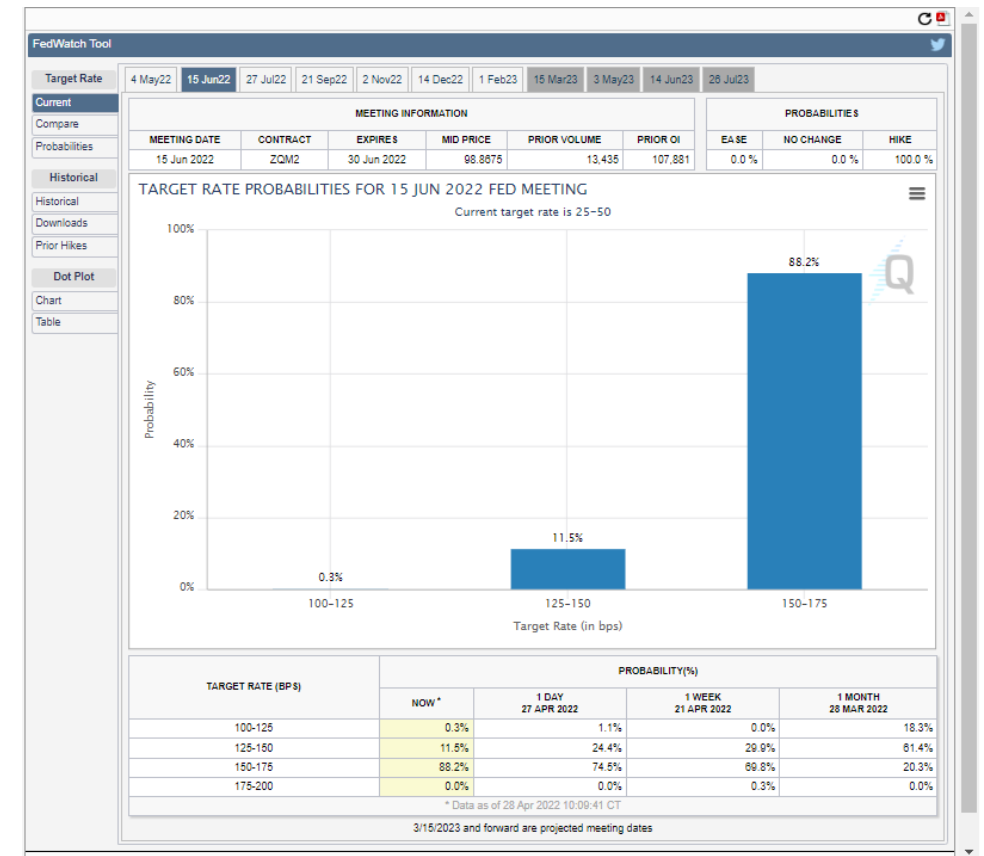 FedWatch Tool
Target Rate
Current
Compare
Probabilities
Historical
Historical
Downloads
Prior Hikes
Dot Plot
Chart
Table
4 May22 15 Jun22 27 Jul22 21 Sep22 2 Nov22 14 Dec22 1 Feb23 15 Mar23 3 May23 14 Jun23 26 Jul23
MEETING INFORMATION
MEETING DATE CONTRACT EXPIRES MID PRICE PRIOR VOLUME PRIOR OI
15 Jun 2022 ZQM2 30 Jun 2022 98.8675 13,435 107,881
PROBABILITIES
EASE NO CHANGE HIKE
0.0 % 0.0 % 100.0 %
TARGET RATE PROBABILITIES FOR 15 JUN 2022 FED MEETING
Current target rate is 25-50
Probability
100%
80%
60%
40%
20%
0%
0.3%
11.5%
88.2%
Q
100-125 125-150 150-175
Target Rate (in bps)
TARGET RATE (BPS) PROBABILITY(%)
NOW * 1 DAY 27 APR 2022 1 WEEK 21 APR 2022 1 MONTH 28 MAR 2022
100-125 0.3% 1.1% 0.0% 18.3%
125-150 11.5% 24.4% 29.9% 61.4%
150-175 88.2% 74.5% 69.8% 20.3%
175-200 0.0% 0.0% 0.3% 0.0%
* Data as of 28 Apr 2022 10:09:41 CT
3/15/2023 and forward are projected meeting dates